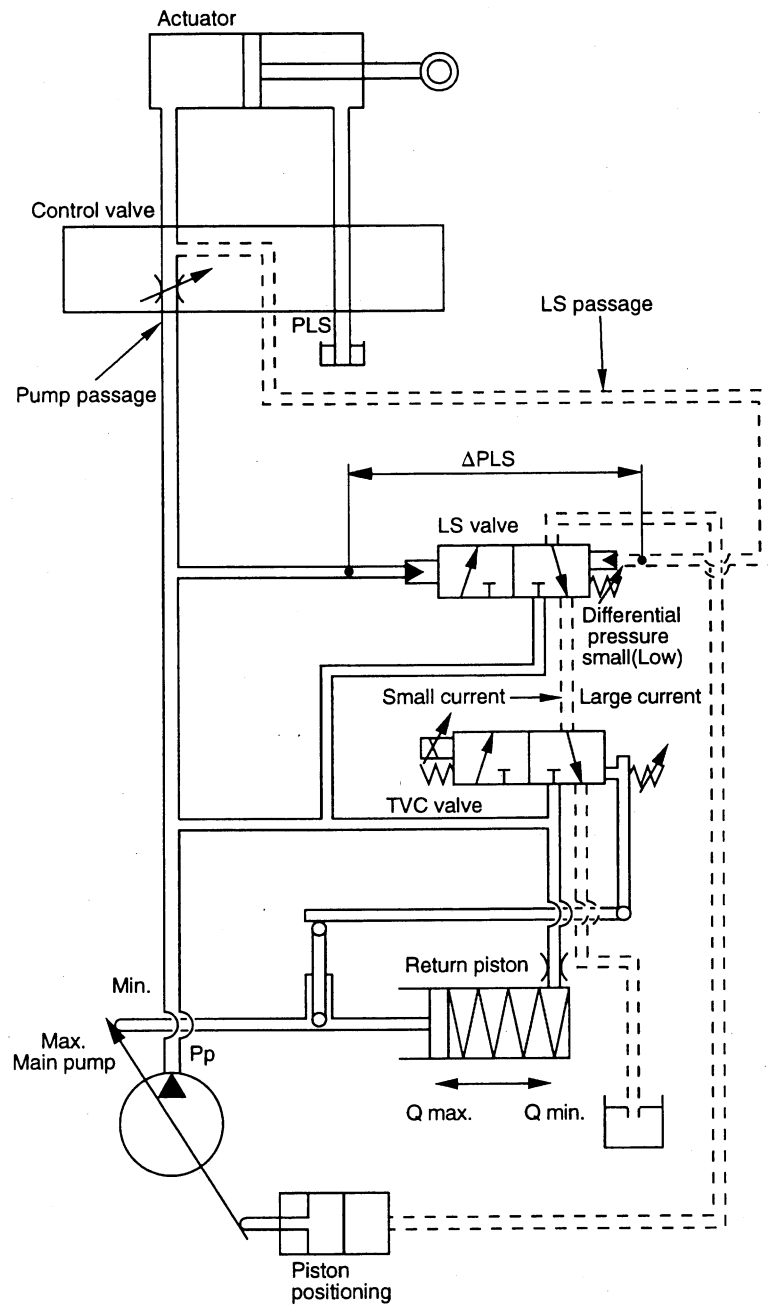 Actuator
Control valve
PLS
LS passage
Pump passage
ΔPLS
LS valve
Differential
pressure
small(Low)
Small current
Large current
TVC valve
Return piston
Min.
Max.
Main pump
Pp
Q max.
Q min.
Piston
positioning